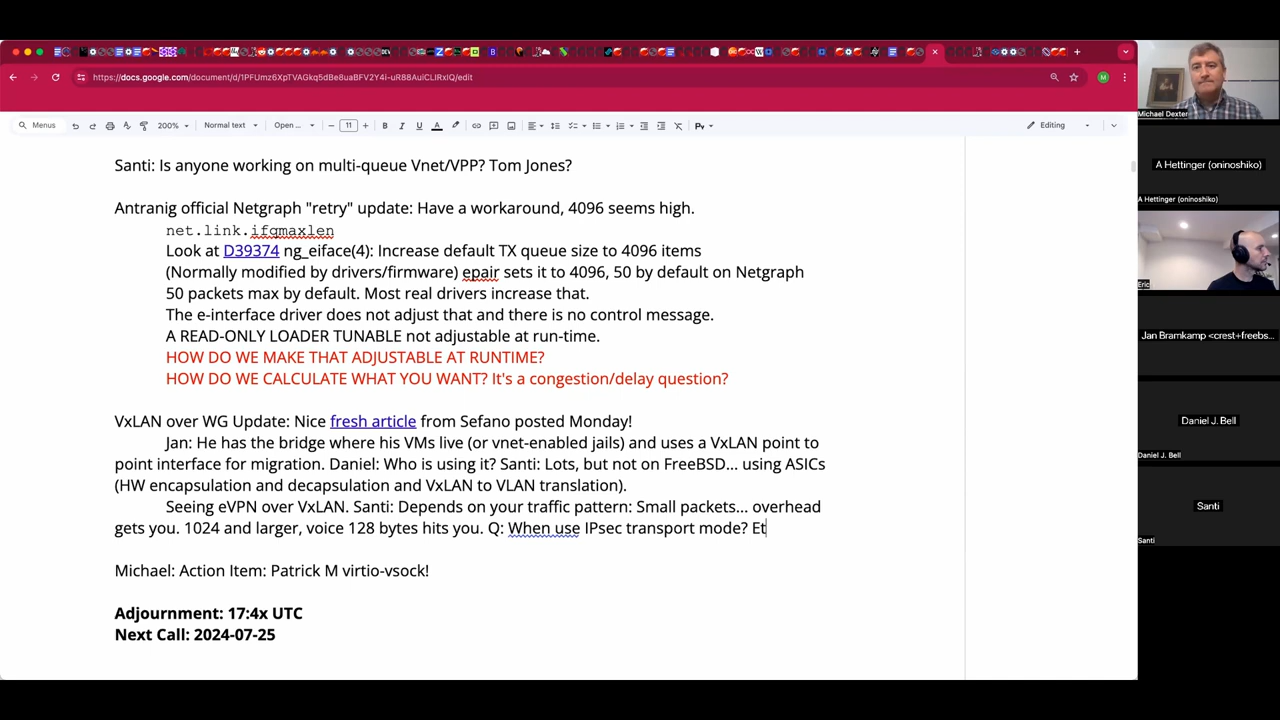 https://docs.google.com/document/d/1PFUmz6XpTVAGkq5dBe8uaBFV2Y4i-uR88AuiCLIRxIQ/edit
Menus
200%
Normal text
Open ...
11
Editing
Santi: Is anyone working on multi-queue Vnet/VPP? Tom Jones?
Antranig official Netgraph "retry" update: Have a workaround, 4096 seems high.
net.link.ifqmaxlen
Look at D39374 ng_eiface(4): Increase default TX queue size to 4096 items
(Normally modified by drivers/firmware) epair sets it to 4096, 50 by default on Netgraph
50 packets max by default. Most real drivers increase that.
The e-interface driver does not adjust that and there is no control message.
A READ-ONLY LOADER TUNABLE not adjustable at run-time.
HOW DO WE MAKE THAT ADJUSTABLE AT RUNTIME?
HOW DO WE CALCULATE WHAT YOU WANT? It's a congestion/delay question?
VxLAN over WG Update: Nice fresh article from Sefano posted Monday!
Jan: He has the bridge where his VMs live (or vnet-enabled jails) and uses a VxLAN point to
point interface for migration. Daniel: Who is using it? Santi: Lots, but not on FreeBSD... using ASICs
(HW encapsulation and decapsulation and VxLAN to VLAN translation).
Seeing eVPN over VxLAN. Santi: Depends on your traffic pattern: Small packets... overhead
gets you. 1024 and larger, voice 128 bytes hits you. Q: When use IPsec transport mode? Et
Michael: Action Item: Patrick M virtio-vsock!
Adjournment: 17:4x UTC
Next Call: 2024-07-25
Michael Dexter
A Hettinger (oninoshiko)
A Hettinger (oninoshiko)
Eric
Jan Bramkamp <crest+freebs...
Daniel J. Bell
Daniel J. Bell
Santi
Santi